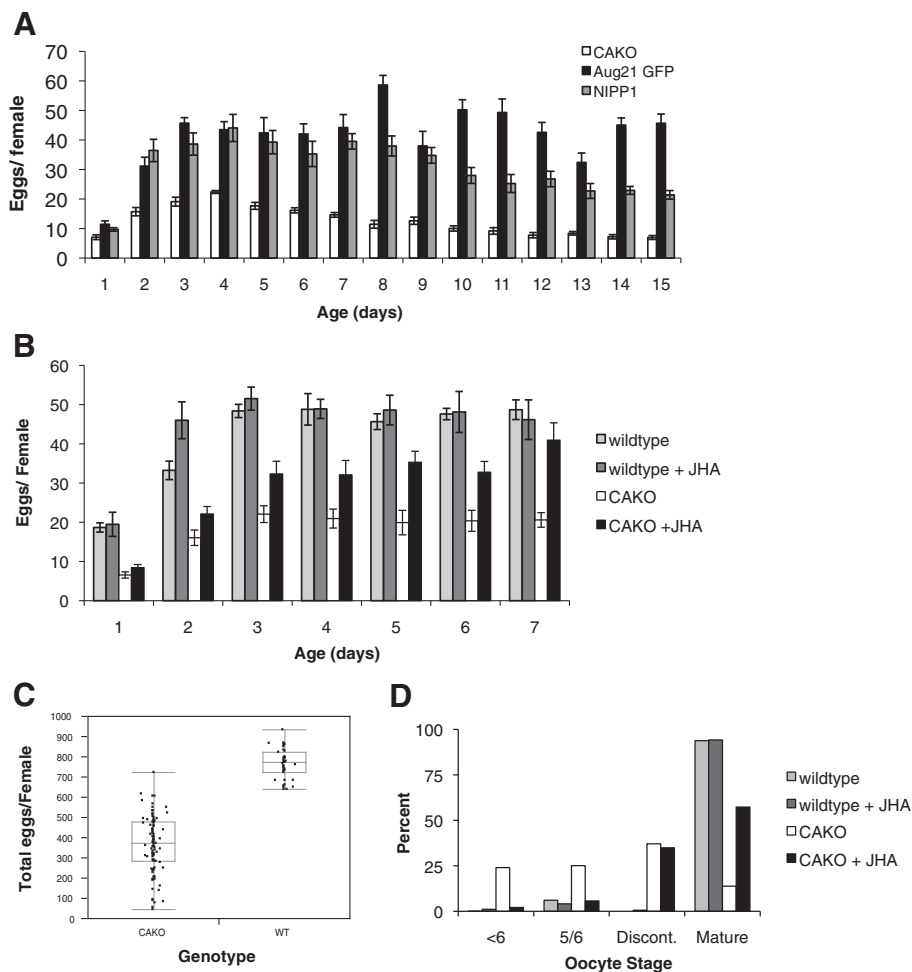 A
70
60
50
40
30
20
10
0
Eggs/ female
CAKO
Aug21 GFP
NIPP1
1 2 3 4 5 6 7 8 9 10 11 12 13 14 15
Age (days)
B
60
50
40
30
20
10
0
Eggs/ Female
wildtype
wildtype + JHA
CAKO
CAKO +JHA
1 2 3 4 5 6 7
Age (days)
C
1000
900
800
700
600
500
400
300
200
100
0
Total eggs/Female
CAKO WT
Genotype
D
100
75
50
25
0
Percent
wildtype
wildtype + JHA
CAKO
CAKO + JHA
<6 5/6 Discont. Mature
Oocyte Stage